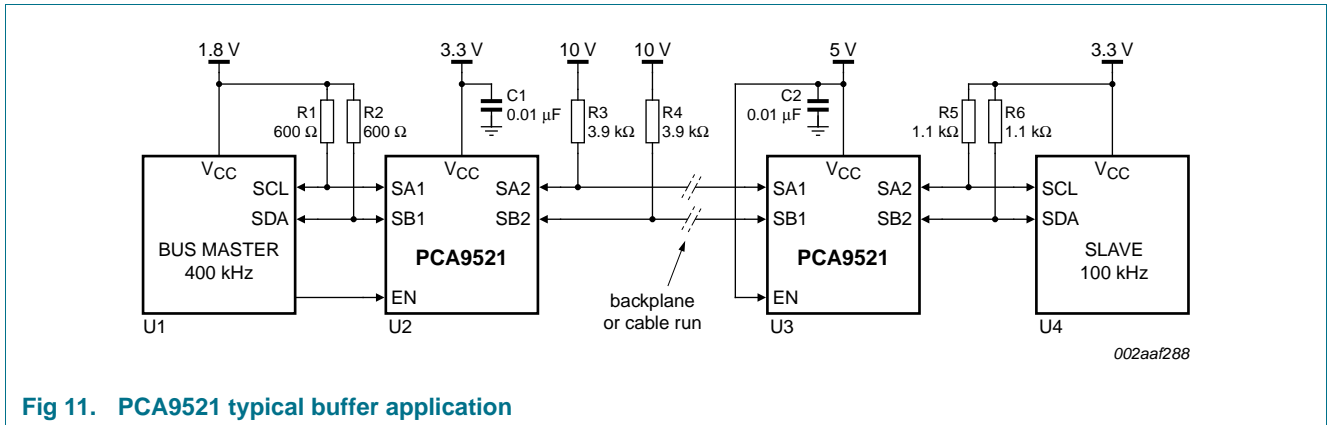 1.8 V
3.3 V
10 V
10 V
5 V
3.3 V
R1
600 Ω
R2
600 Ω
C1
0.01 μF
R3
3.9 kΩ
R4
3.9 kΩ
C2
0.01 μF
R5
1.1 kΩ
R6
1.1 kΩ
VCC
SCL
SDA
BUS MASTER
400 kHz
U1
VCC
SA1
SA2
SB1
SB2
PCA9521
EN
U2
backplane
or cable run
VCC
SA1
SA2
SB1
SB2
PCA9521
EN
U3
VCC
SCL
SDA
SLAVE
100 kHz
U4
002aaf288
Fig 11. PCA9521 typical buffer application